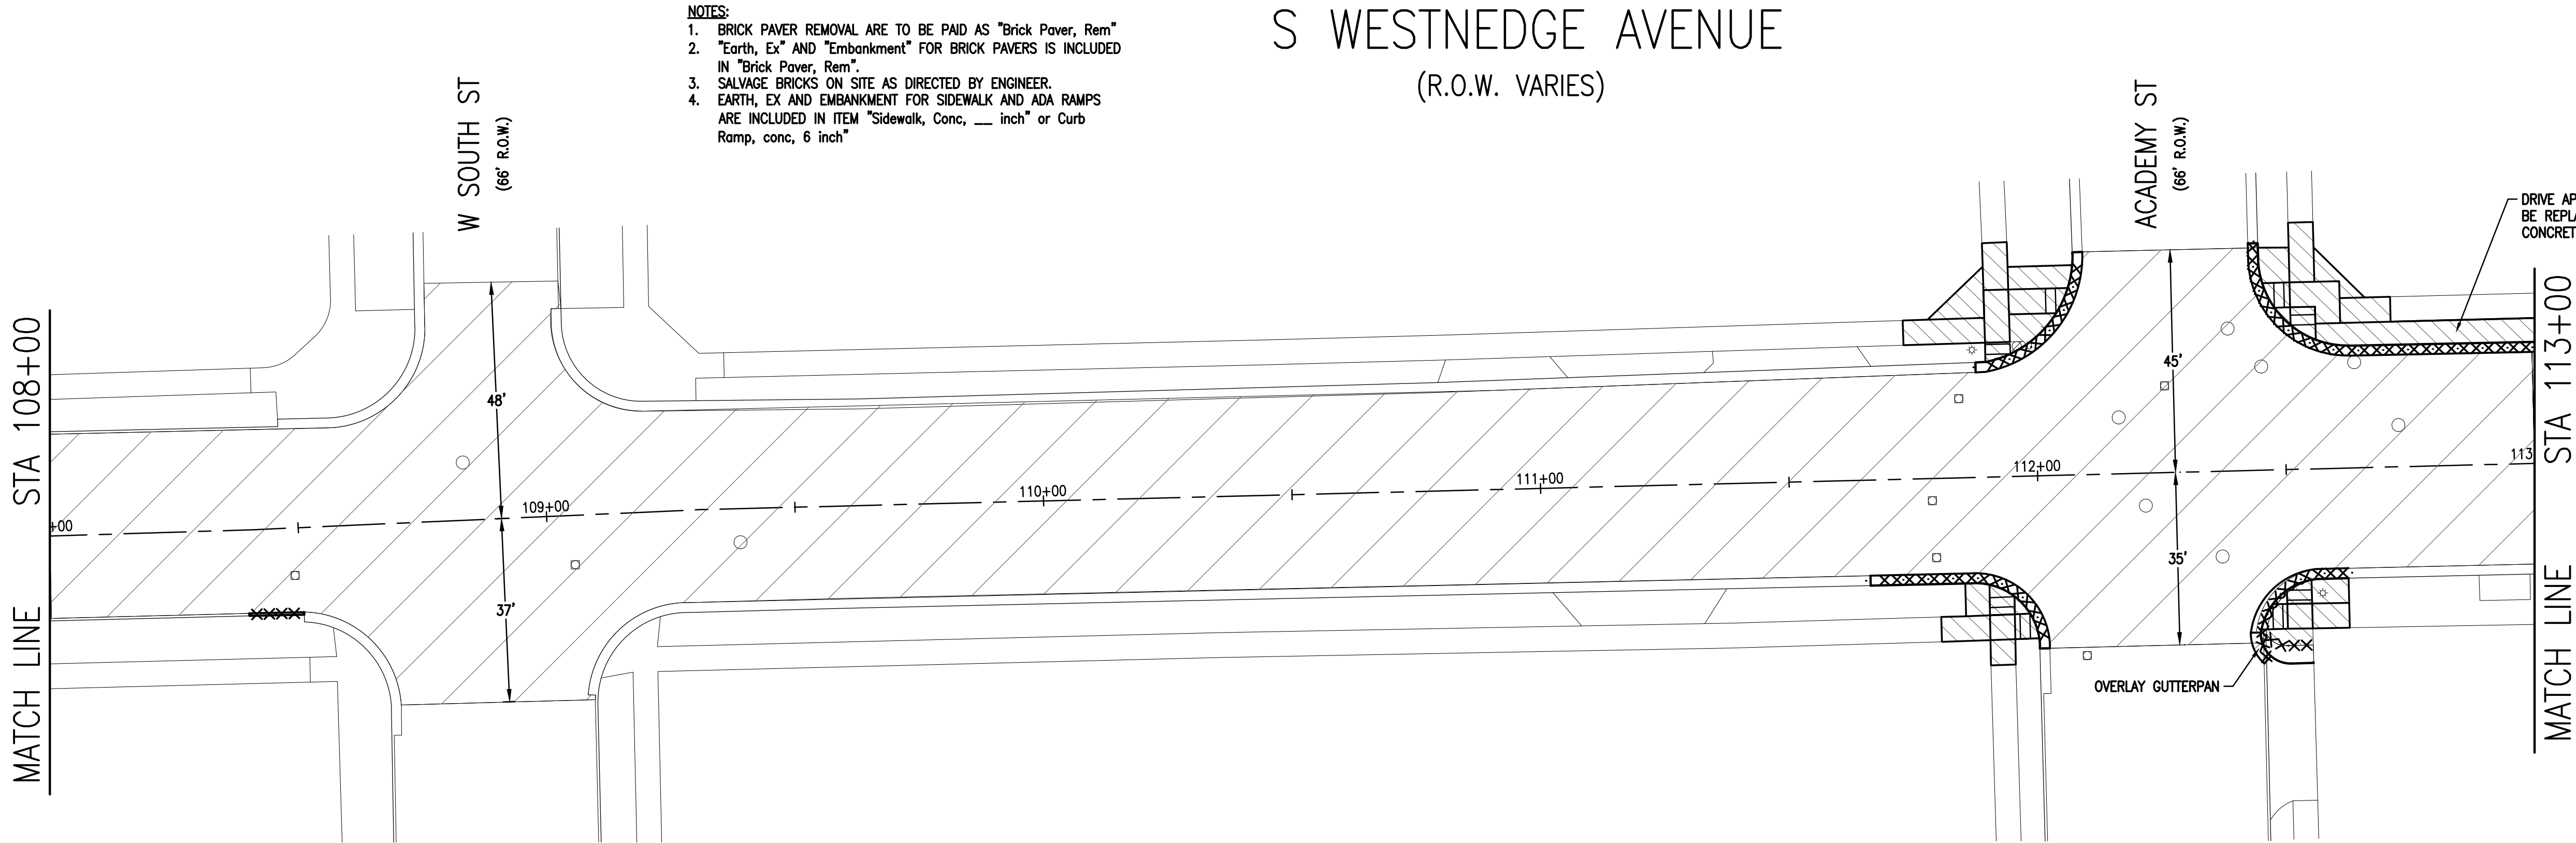 NOTES:
1. BRICK PAVER REMOVAL ARE TO BE PAID AS "Brick Paver, Rem"
2. "Earth, Ex" AND "Embankment" FOR BRICK PAVERS IS INCLUDED
IN "Brick Paver, Rem".
3. SALVAGE BRICKS ON SITE AS DIRECTED BY ENGINEER.
4. EARTH, EX AND EMBANKMENT FOR SIDEWALK AND ADA RAMPS
ARE INCLUDED IN ITEM "Sidewalk, Conc, __ inch" or Curb
Ramp, conc, 6 inch"
S WESTNEDGE AVENUE
(R.O.W. VARIES)
W SOUTH ST
(66' R.O.W.)
ACADEMY ST
(66' R.O.W.)
DRIVE AP
BE REPLA
CONCRET
MATCH LINE STA 108+00
48'
37'
+00
109+00
110+00
111+00
112+00
113
45'
35'
OVERLAY GUTTERPAN
MATCH LINE STA 113+00